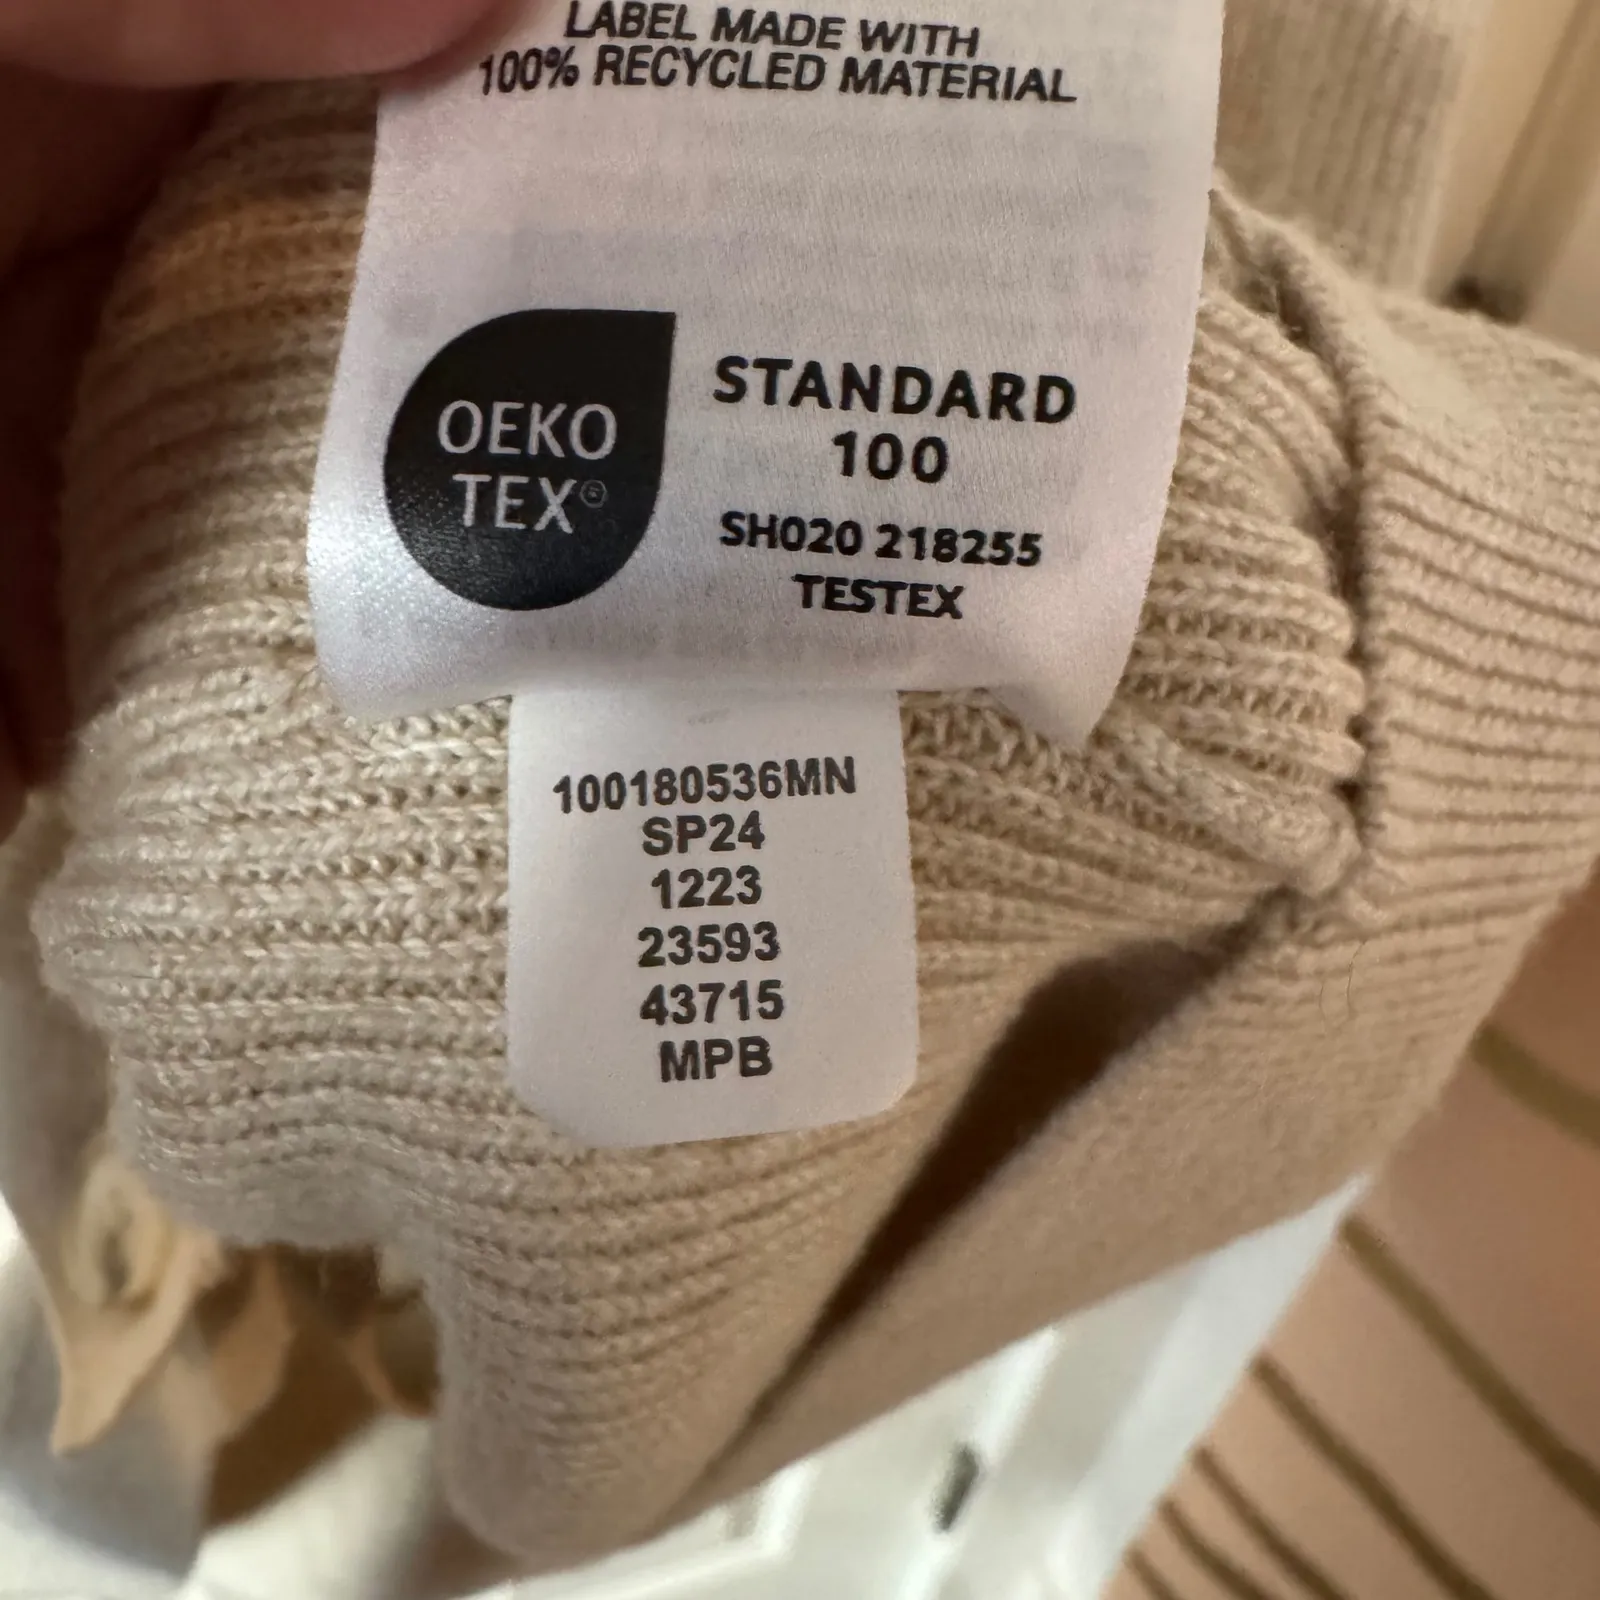 LABEL MADE WITH
100% RECYCLED MATERIAL
OEKO
TEX®
STANDARD
100
SH020 218255
TESTEX
100180536MN
SP24
1223
23593
43715
MPB